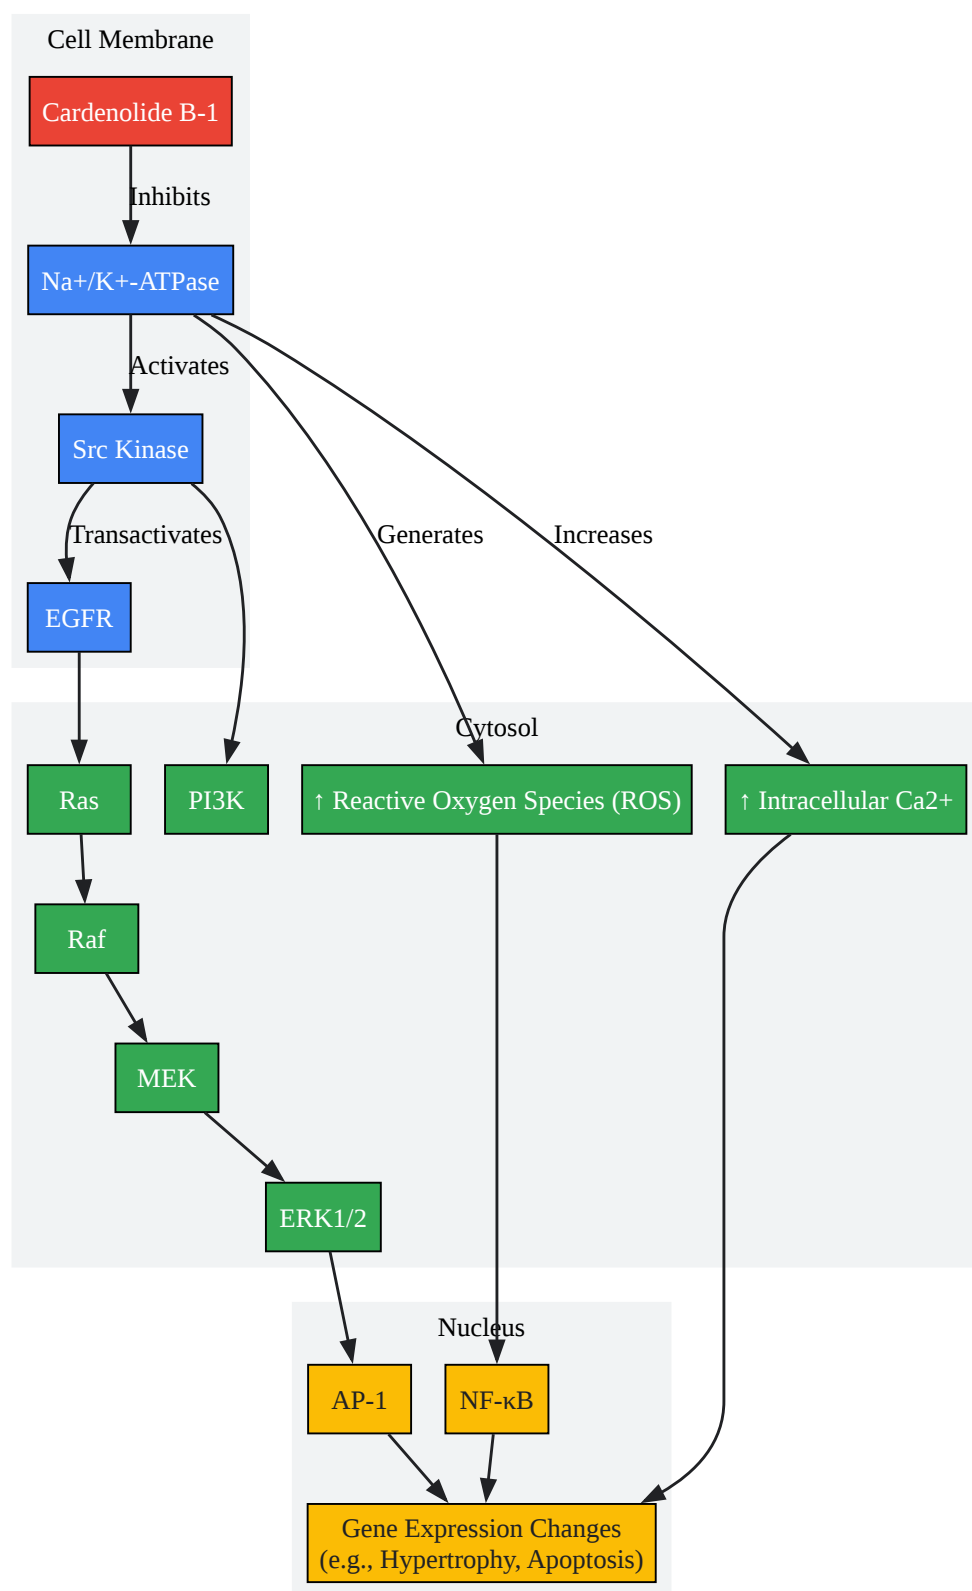 Cell Membrane
Cardenolide B-1
Inhibits
Na+/K+-ATPase
Activates
Src Kinase
Transactivates
Generates
Increases
EGFR
Cytosol
Ras
PI3K
↑ Reactive Oxygen Species (ROS)
↑ Intracellular Ca2+
Raf
MEK
ERK1/2
Nucleus
AP-1
NF-κB
Gene Expression Changes
(e.g., Hypertrophy, Apoptosis)